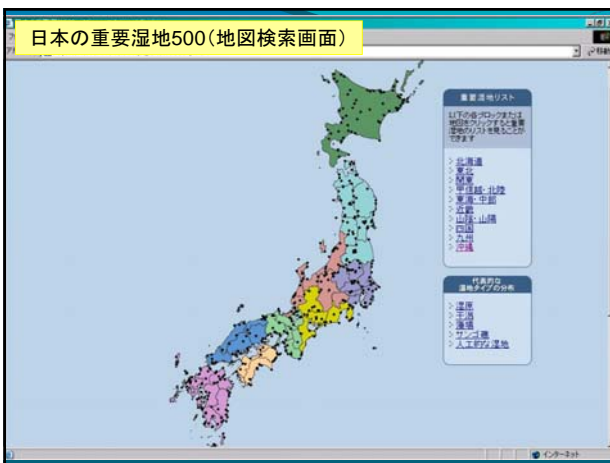 日本の重要湿地500（地図検索画面）
移動
重要湿地リスト
以下の各ブロックまたは
地図をクリックすると重要
湿地のリストを見ることが
できます
> 北海道
> 東北
> 関東
> 甲信越・北陸
> 東海・中部
> 近畿
> 山陰・山陽
> 四国
> 九州
> 沖縄
代表的な
湿地タイプの分布
> 湿原
> 干潟
> 藻場
> サンゴ礁
> 人工的な湿地
インターネット